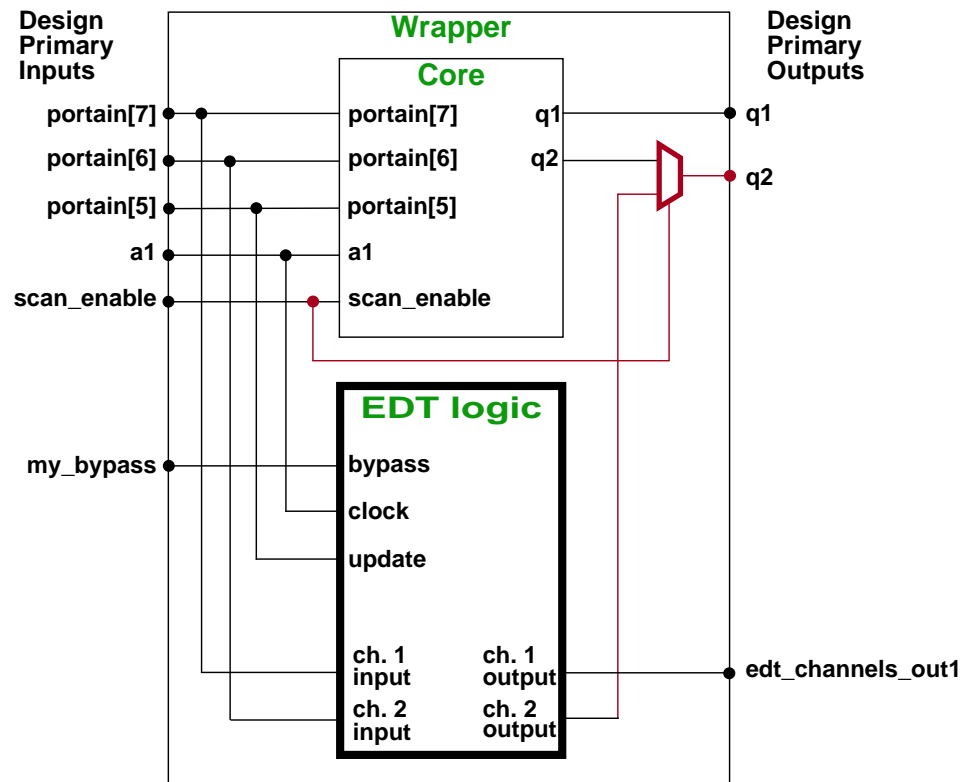 Design
Primary
Inputs
Wrapper
Design
Primary
Outputs
Core
portain[7]
portain[7]
q1
q1
portain[6]
portain[6]
q2
q2
portain[5]
portain[5]
a1
a1
scan_enable
scan_enable
EDT logic
my_bypass
bypass
clock
update
ch. 1
input
ch. 1
output
edt_channels_out1
ch. 2
input
ch. 2
output